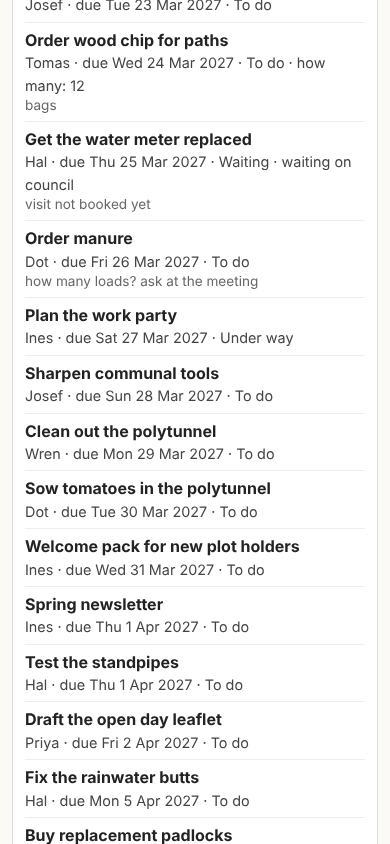 Josef · due Tue 23 Mar 2027 · To do
Order wood chip for paths
Tomas · due Wed 24 Mar 2027 · To do · how
many: 12
bags
Get the water meter replaced
Hal · due Thu 25 Mar 2027 · Waiting · waiting on
council
visit not booked yet
Order manure
Dot · due Fri 26 Mar 2027 · To do
how many loads? ask at the meeting
Plan the work party
Ines · due Sat 27 Mar 2027 · Under way
Sharpen communal tools
Josef · due Sun 28 Mar 2027 · To do
Clean out the polytunnel
Wren · due Mon 29 Mar 2027 · To do
Sow tomatoes in the polytunnel
Dot · due Tue 30 Mar 2027 · To do
Welcome pack for new plot holders
Ines · due Wed 31 Mar 2027 · To do
Spring newsletter
Ines · due Thu 1 Apr 2027 · To do
Test the standpipes
Hal · due Thu 1 Apr 2027 · To do
Draft the open day leaflet
Priya · due Fri 2 Apr 2027 · To do
Fix the rainwater butts
Hal · due Mon 5 Apr 2027 · To do
Buy replacement padlocks